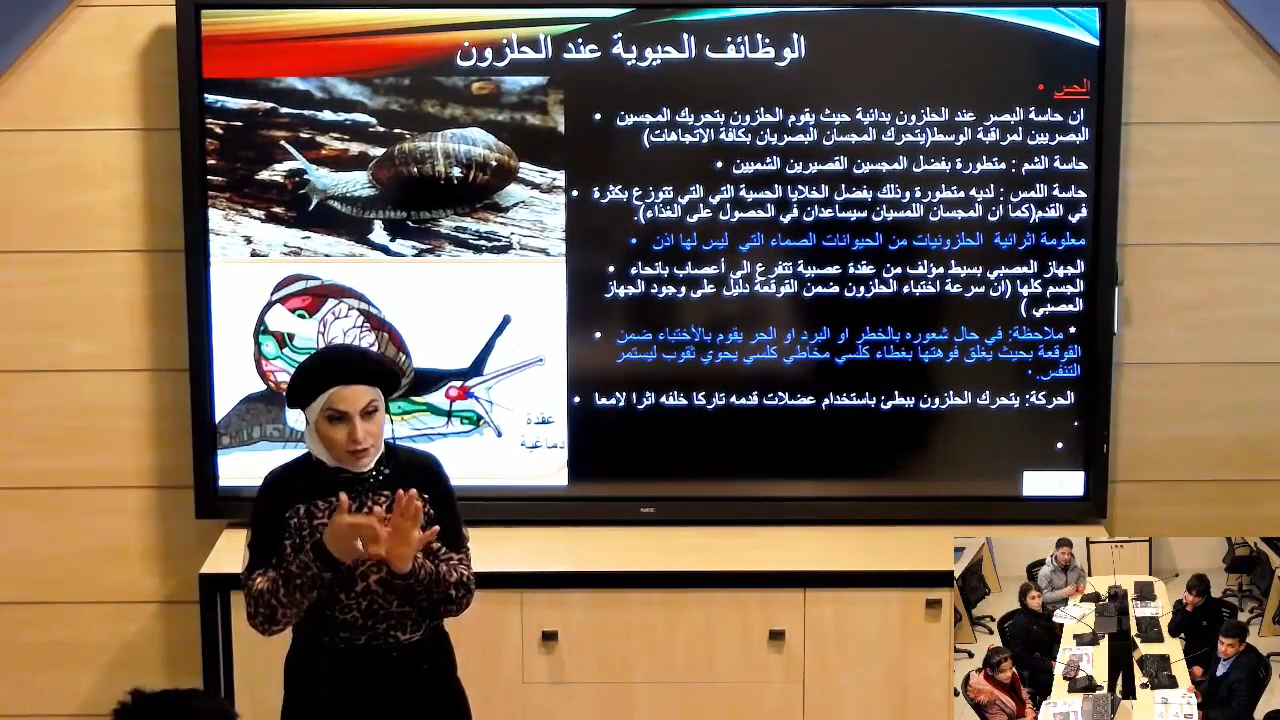 الوظائف الحيوية عند الحلزون
الحس •
ان حاسة البصر عند الحلزون بدائية حيث يقوم الحلزون بتحريك المجسين •
البصريين لمراقبة الوسط(يتحرك المجسان البصريان بكافة الاتجاهات)
حاسة الشم : متطورة بفضل المجسين القصيرين الشميين •
حاسة اللمس : لديه متطورة وذلك بفضل الخلايا الحسية التي التي تتوزع بكثرة •
في القدم(كما ان المجسان اللمسيان سيساعدان في الحصول على الغذاء).
معلومة اثرائية الحلزونيات من الحيوانات الصماء التي ليس لها اذن •
الجهاز العصبي بسيط مؤلف من عقدة عصبية تتفرع الى أعصاب بانحاء •
الجسم كلها (ان سرعة اختباء الحلزون ضمن القوقعة دليل على وجود الجهاز
العصبي )
* ملاحظة: في حال شعوره بالخطر او البرد او الحر يقوم بالأختباء ضمن •
القوقعة بحيث يغلق فوهتها بغطاء كلسي مخاطي كلسي يحوي ثقوب ليستمر
التنفس.
الحركة: يتحرك الحلزون ببطئ باستخدام عضلات قدمه تاركا خلفه اثرا لامعا •
عقدة
دماغية
NEC